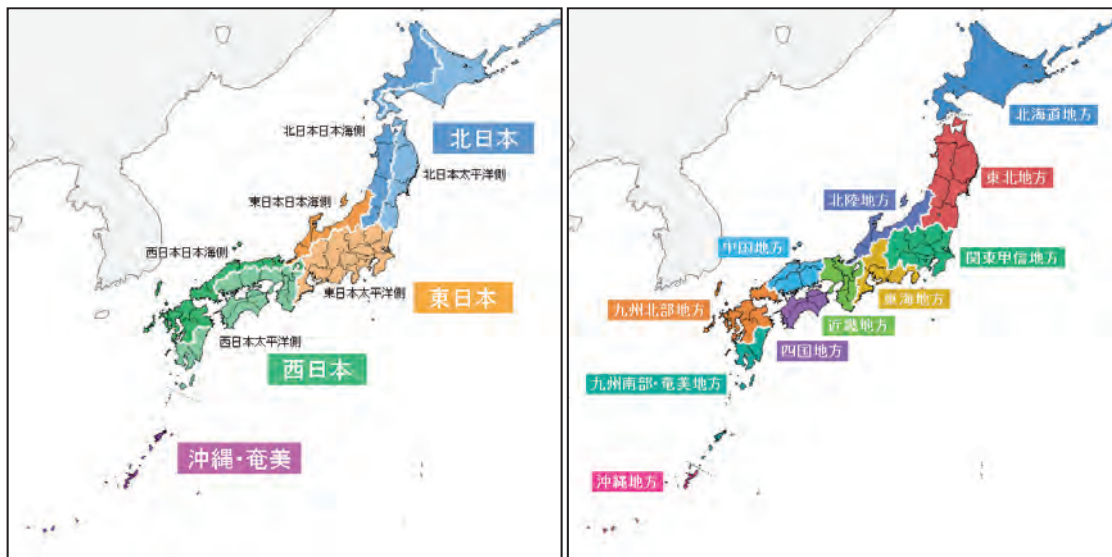 北日本日本海側
北日本
北日本太平洋側
東日本日本海側
西日本日本海側
東日本太平洋側
東日本
西日本太平洋側
西日本
沖縄・奄美
北海道地方
東北地方
北陸地方
中国地方
関東甲信地方
東海地方
九州北部地方
近畿地方
四国地方
九州南部・奄美地方
沖縄地方